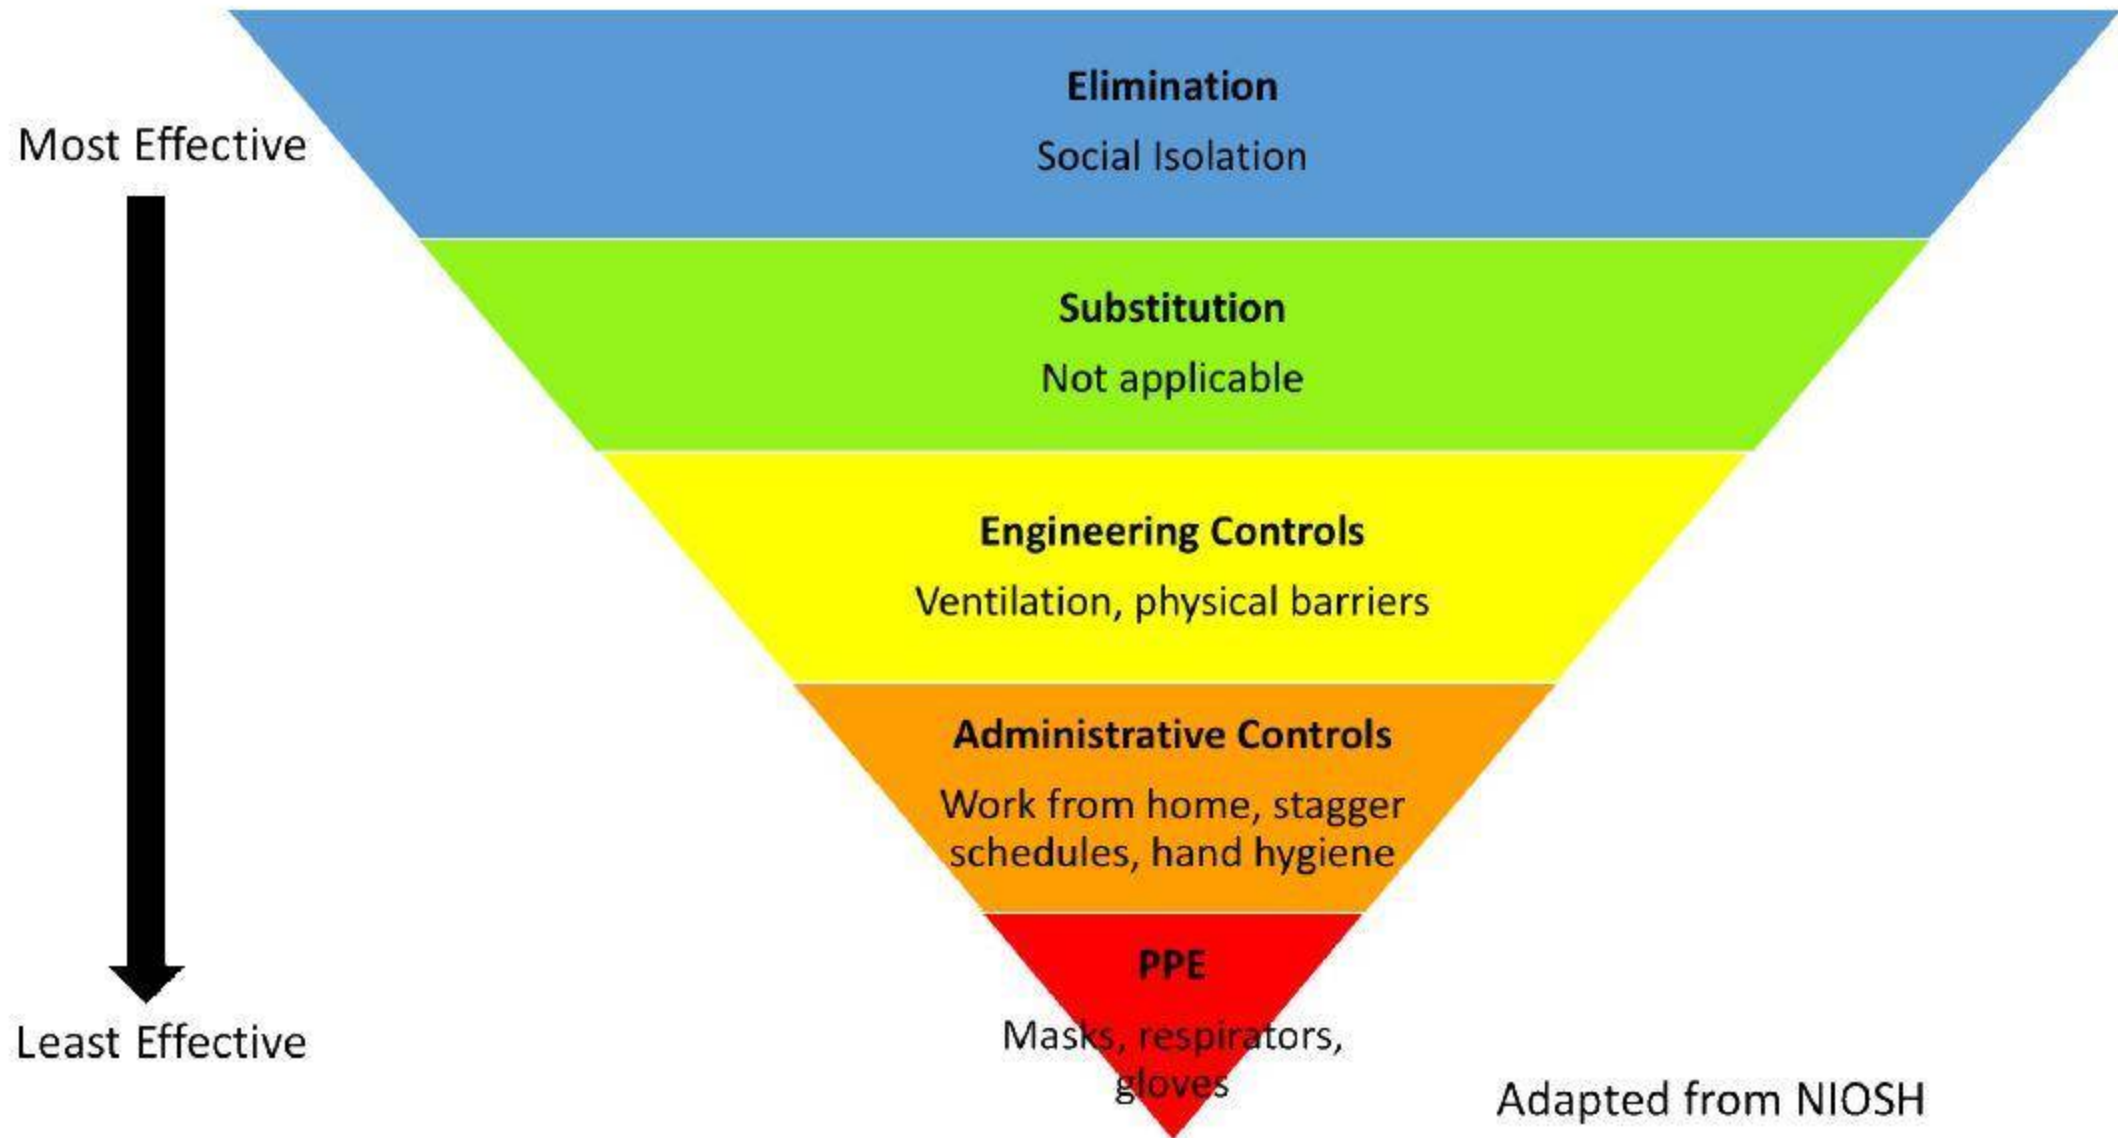 Most Effective
Least Effective
Elimination
Social Isolation
Substitution
Not applicable
Engineering Controls
Ventilation, physical barriers
Administrative Controls
Work from home, stagger
schedules, hand hygiene
PPE
Masks, respirators,
gloves
Adapted from NIOSH